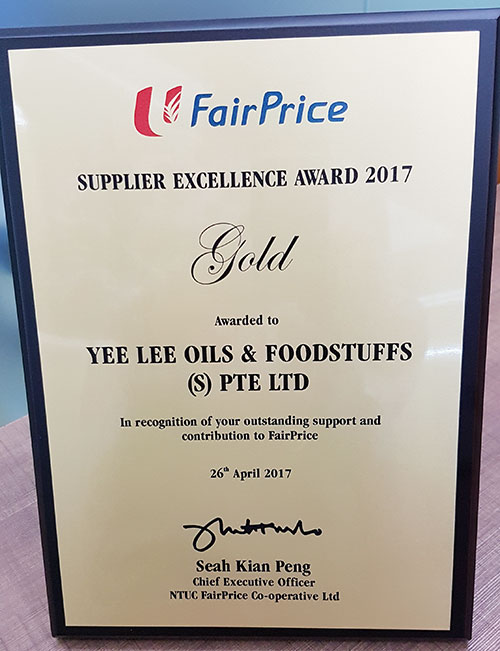 FairPrice
SUPPLIER EXCELLENCE AWARD 2017
Gold
Awarded to
YEE LEE OILS & FOODSTUFFS
(S) PTE LTD
In recognition of your outstanding support and
contribution to FairPrice
26th April 2017
Seah Kian Peng
Chief Executive Officer
NTUC FairPrice Co-operative Ltd